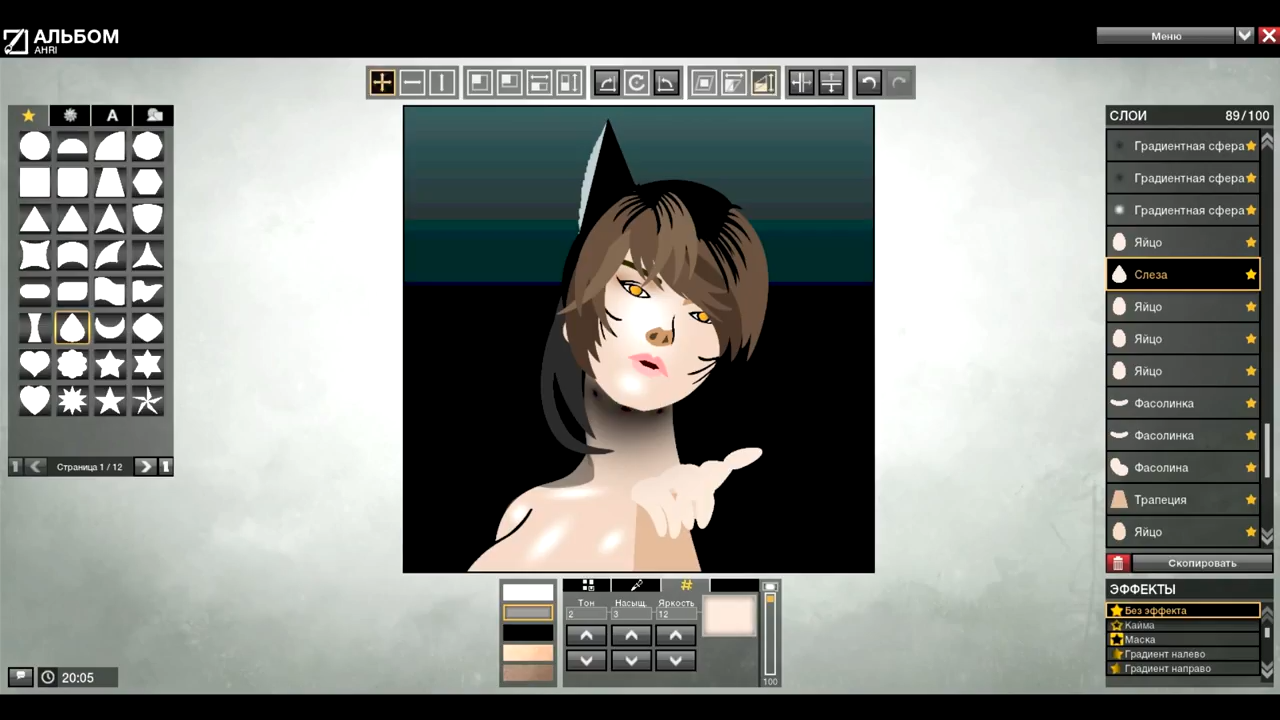 АЛЬБОМ
AHRI
Меню
A
СЛОИ 89/100
Градиентная сфера
Градиентная сфера
Градиентная сфера
Яйцо
Слеза
Яйцо
Яйцо
Яйцо
Фасолинка
Фасолинка
Фасолина
Трапеция
Яйцо
Скопировать
Страница 1 / 12
ЭФФЕКТЫ
Без эффекта
Кайма
Маска
Градиент налево
Градиент направо
#
Тон Насыщ. Яркость
2 3 12
100
20:05